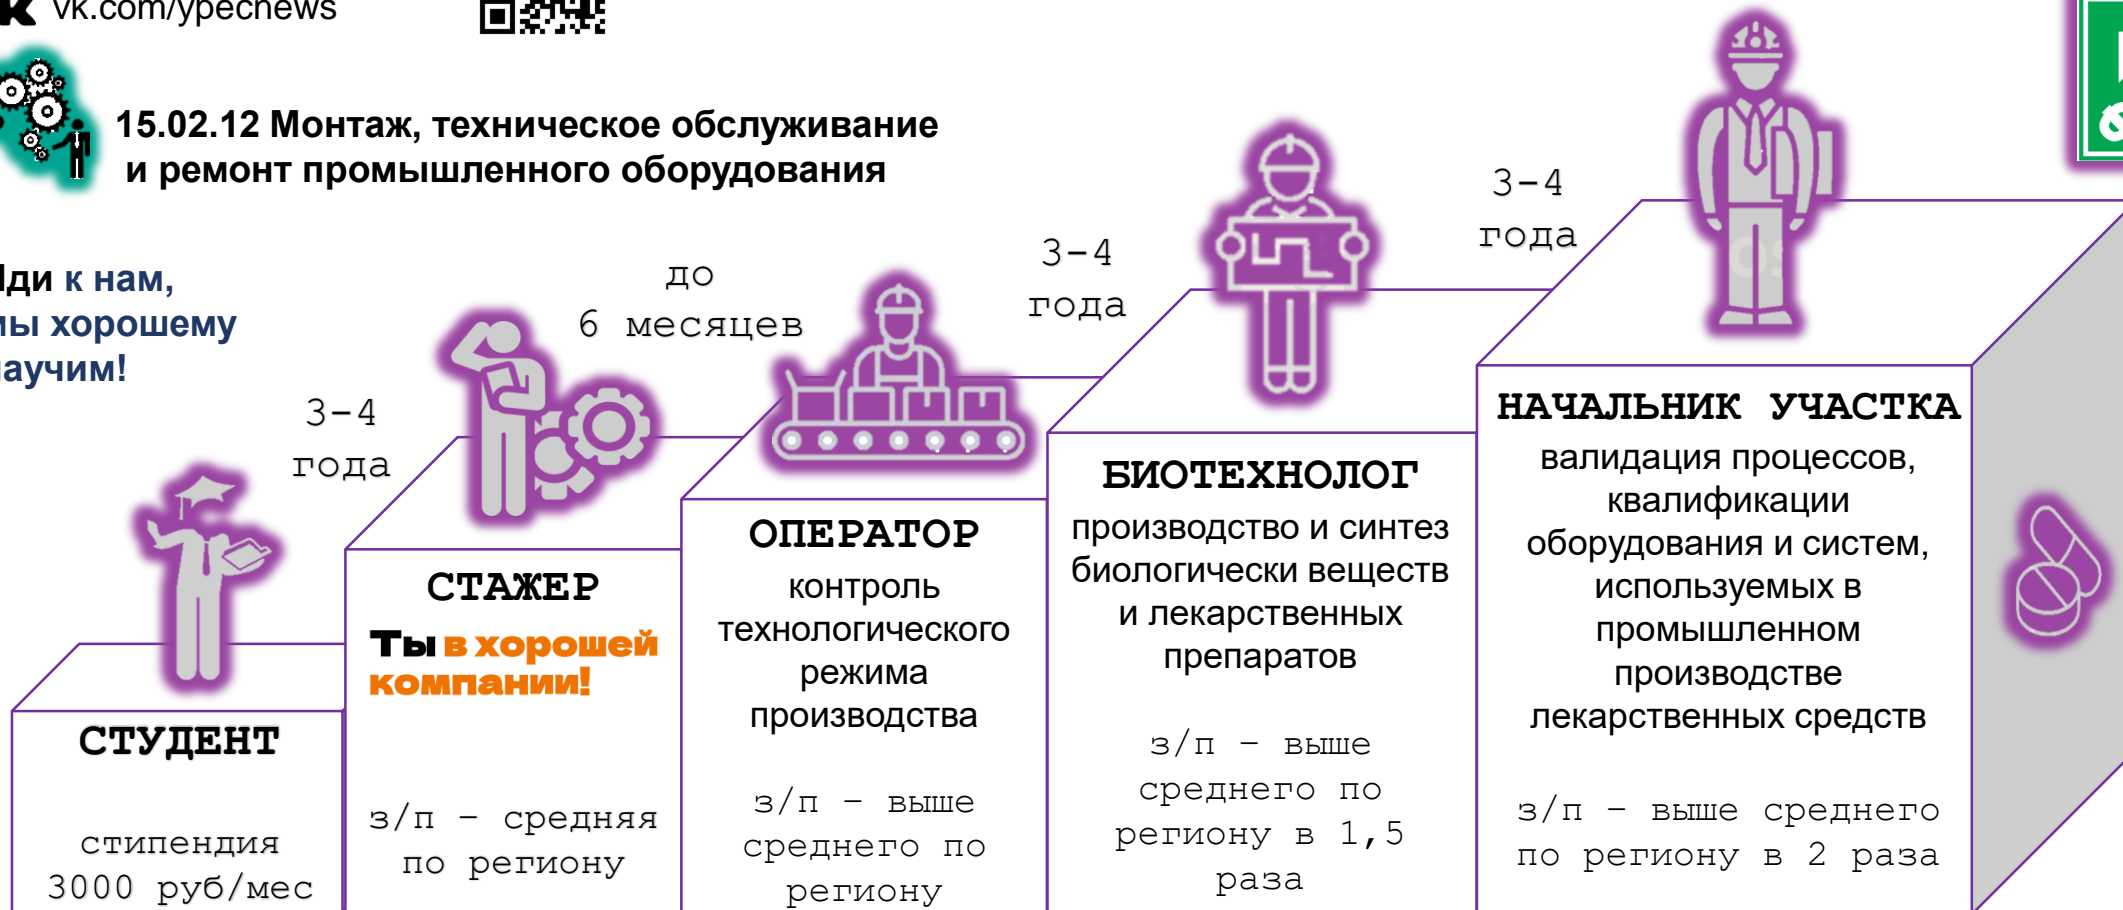 vk.com/ypecnews
15.02.12 Монтаж, техническое обслуживание
и ремонт промышленного оборудования
к нам,
хорошему
3-4
года
до
6 месяцев
3-4
года
3-4
года
СТУДЕНТ
стипендия
3000 руб/мес
СТАЖЕР
Ты в хорошей
компании!
з/п - средняя
по региону
ОПЕРАТОР
контроль
технологического
режима
производства
з/п - выше
среднего по
региону
БИОТЕХНОЛОГ
производство и синтез
биологически веществ
и лекарственных
препаратов
з/п - выше
среднего по
региону в 1,5
раза
НАЧАЛЬНИК УЧАСТКА
валидация процессов,
квалификации
оборудования и систем,
используемых в
промышленном
производстве
лекарственных средств
з/п - выше среднего
по региону в 2 раза